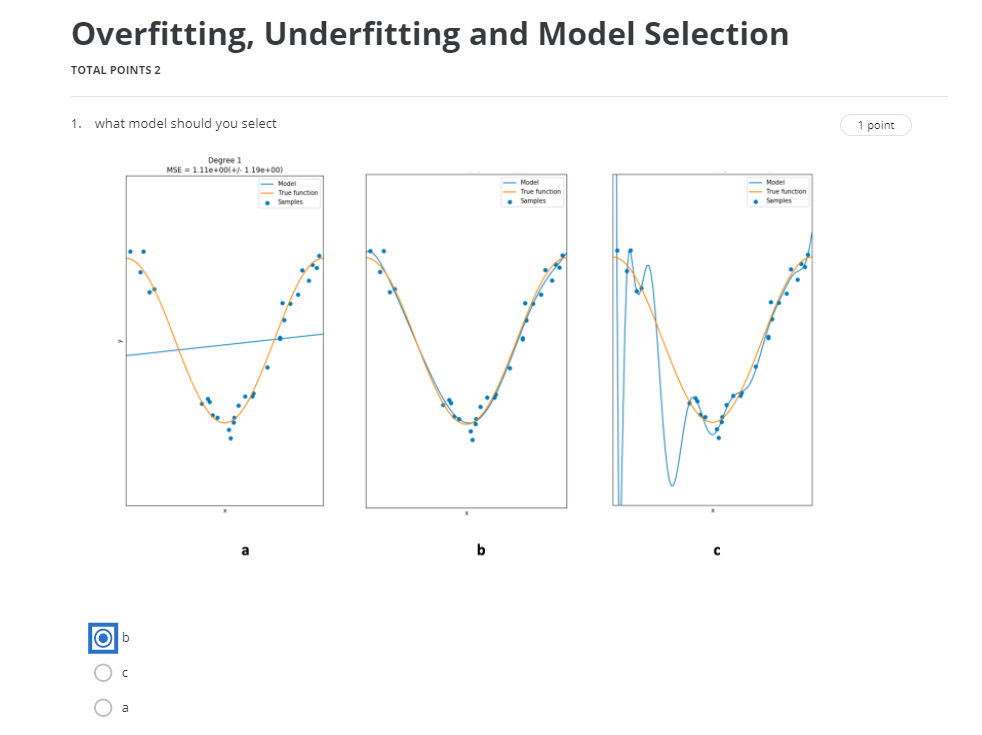 Overfitting, Underfitting and Model Selection
TOTAL POINTS 2
1. what model should you select
1 point
Degree 1
MSE = 1.11e+00(+/- 1.19e+00)
Model
True function
Samples
Model
True function
Samples
Model
True function
Samples
y
x
x
x
a
b
c
b
c
a